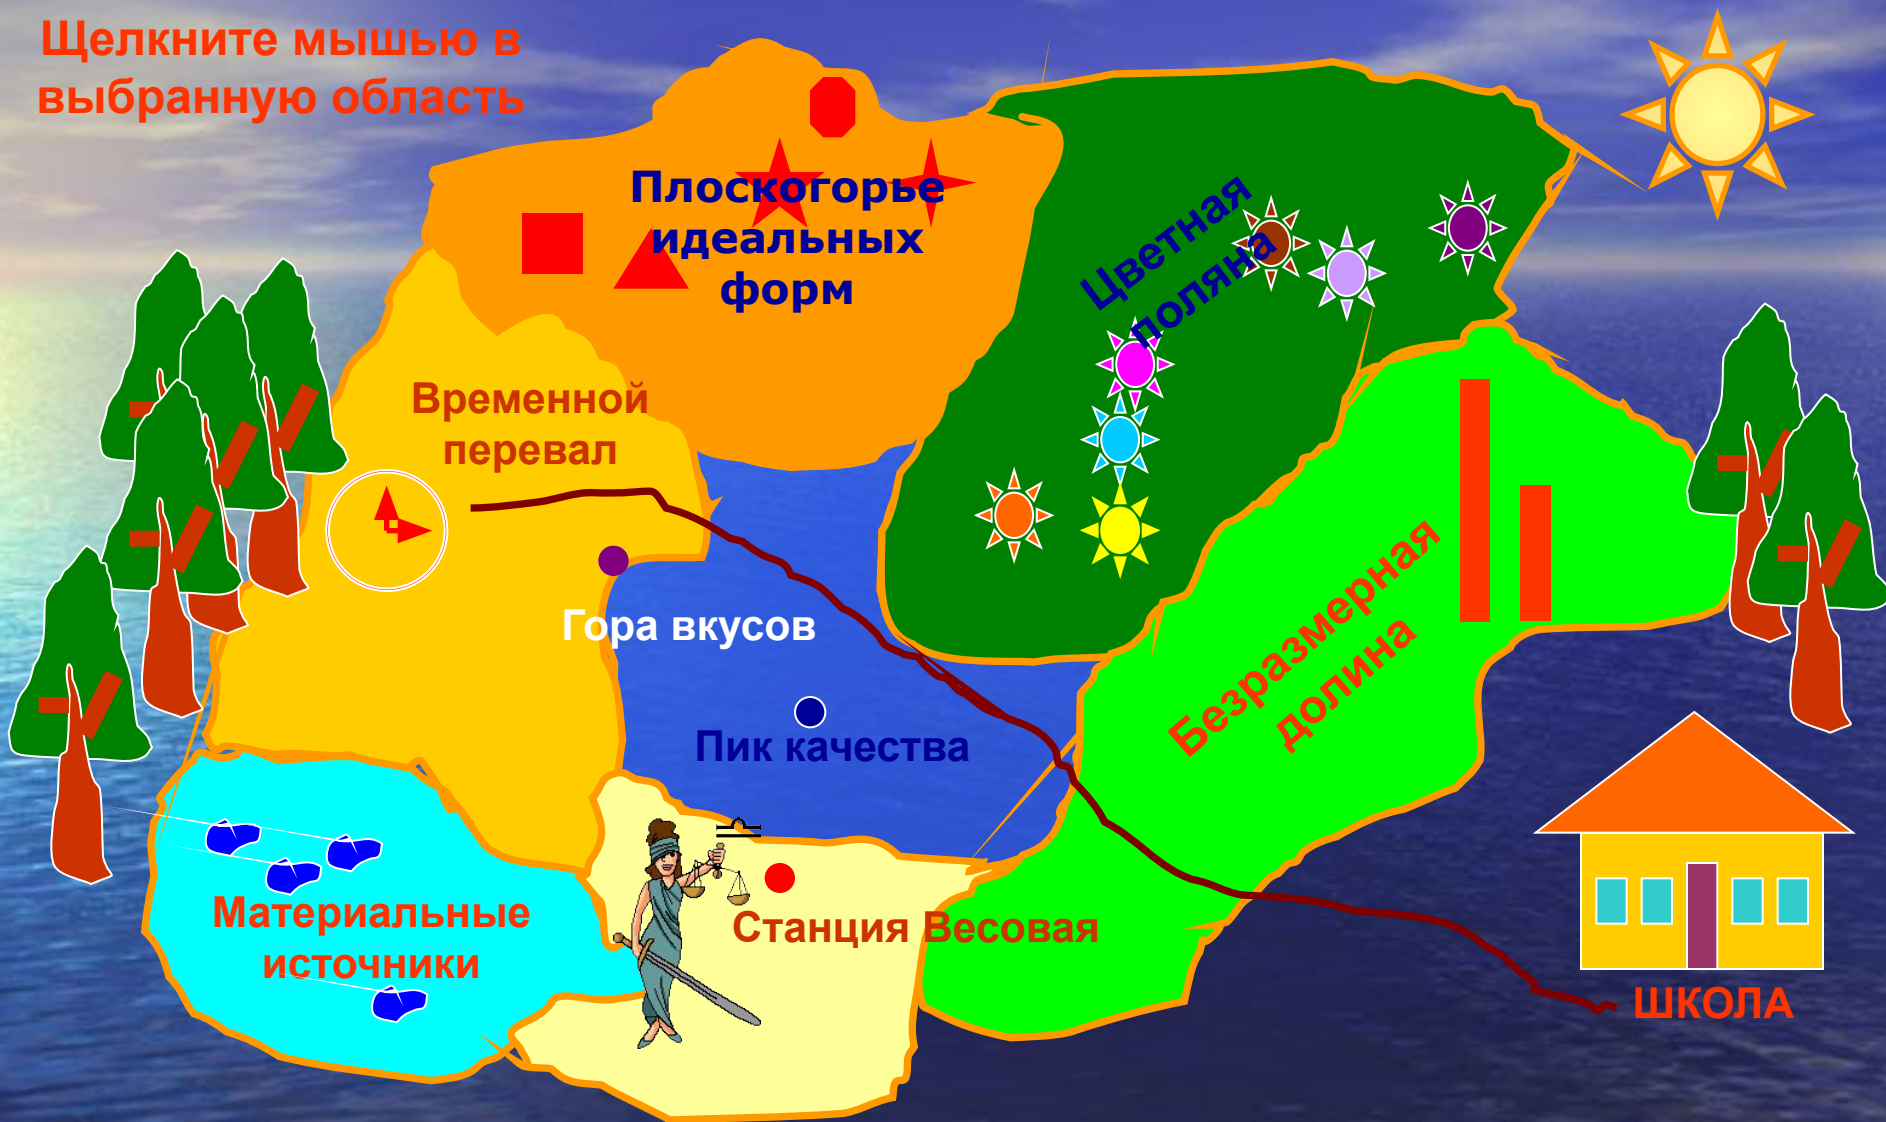 Щелкните мышью в
выбранную область
Плоскогорье
идеальных
форм
Цветная
поляна
Временной
перевал
Гора вкусов
Пик качества
Безразмерная
долина
Материальные
источники
Станция Весовая
ШКОЛА